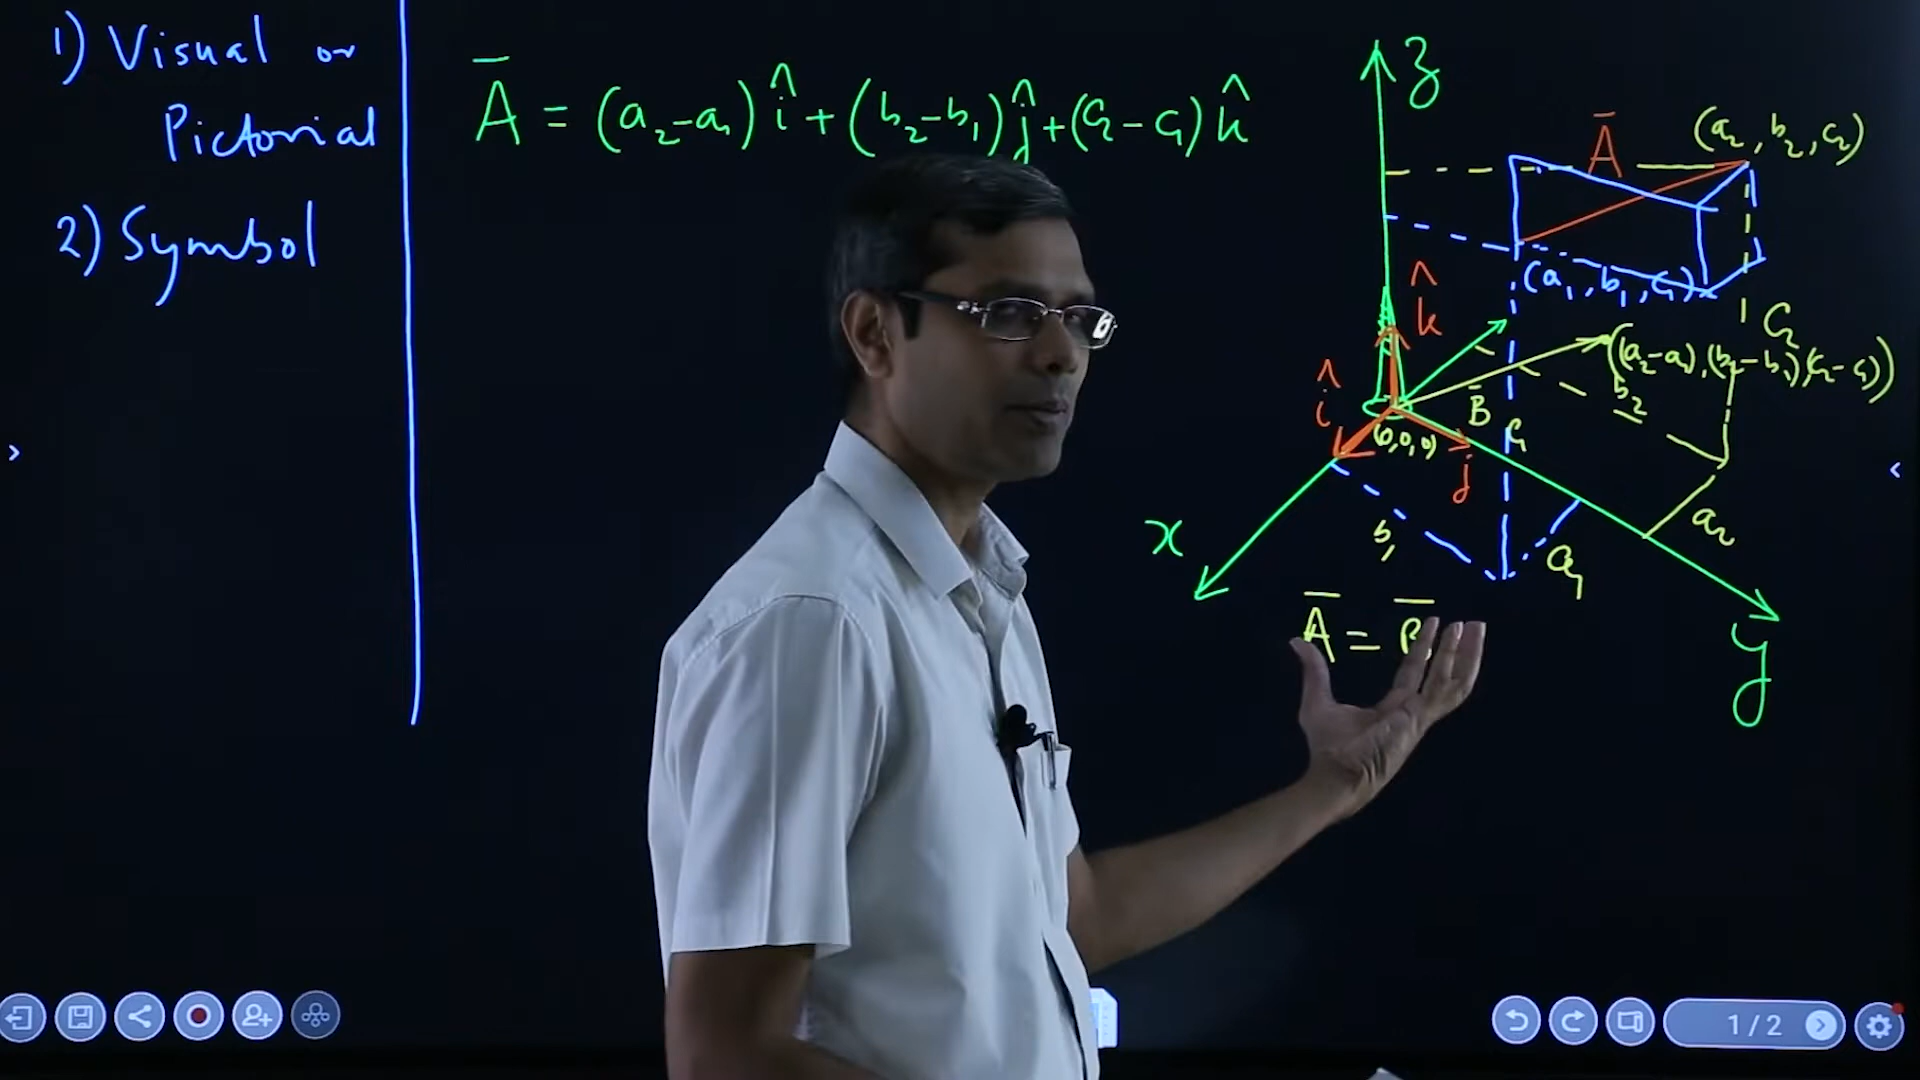 1) Visual or
Pictorial
2) Symbol
A̅ = (a₂-a₁) î + (b₂-b₁) ĵ + (c₂-c₁) k̂
z
A̅
(a₂, b₂, c₂)
(a₁, b₁, c₁)
k̂
c₂
((a₂-a₁), (b₂-b₁), (c₂-c₁))
î
B̅
b₂
(0,0,0)
c₁
j
x
b₁
a₂
a₁
A̅ = B̅
y
1/2